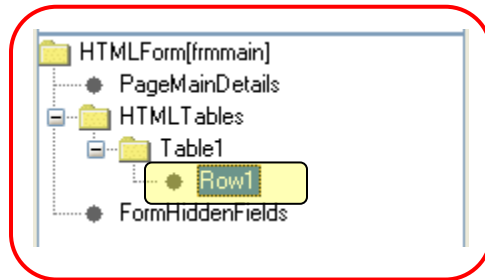 HTMLForm[frmmain]
PageMainDetails
HTMLTables
Table1
Row1
FormHiddenFields